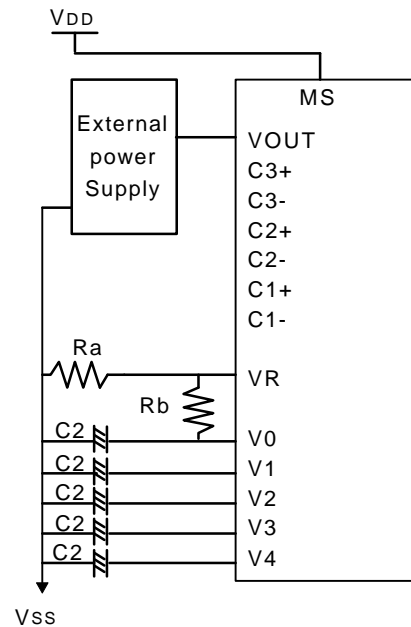 VDD
MS
External
power
Supply
VOUT
C3+
C3-
C2+
C2-
C1+
C1-
Ra
VR
Rb
C2
V0
C2
V1
C2
V2
C2
V3
C2
V4
VSS